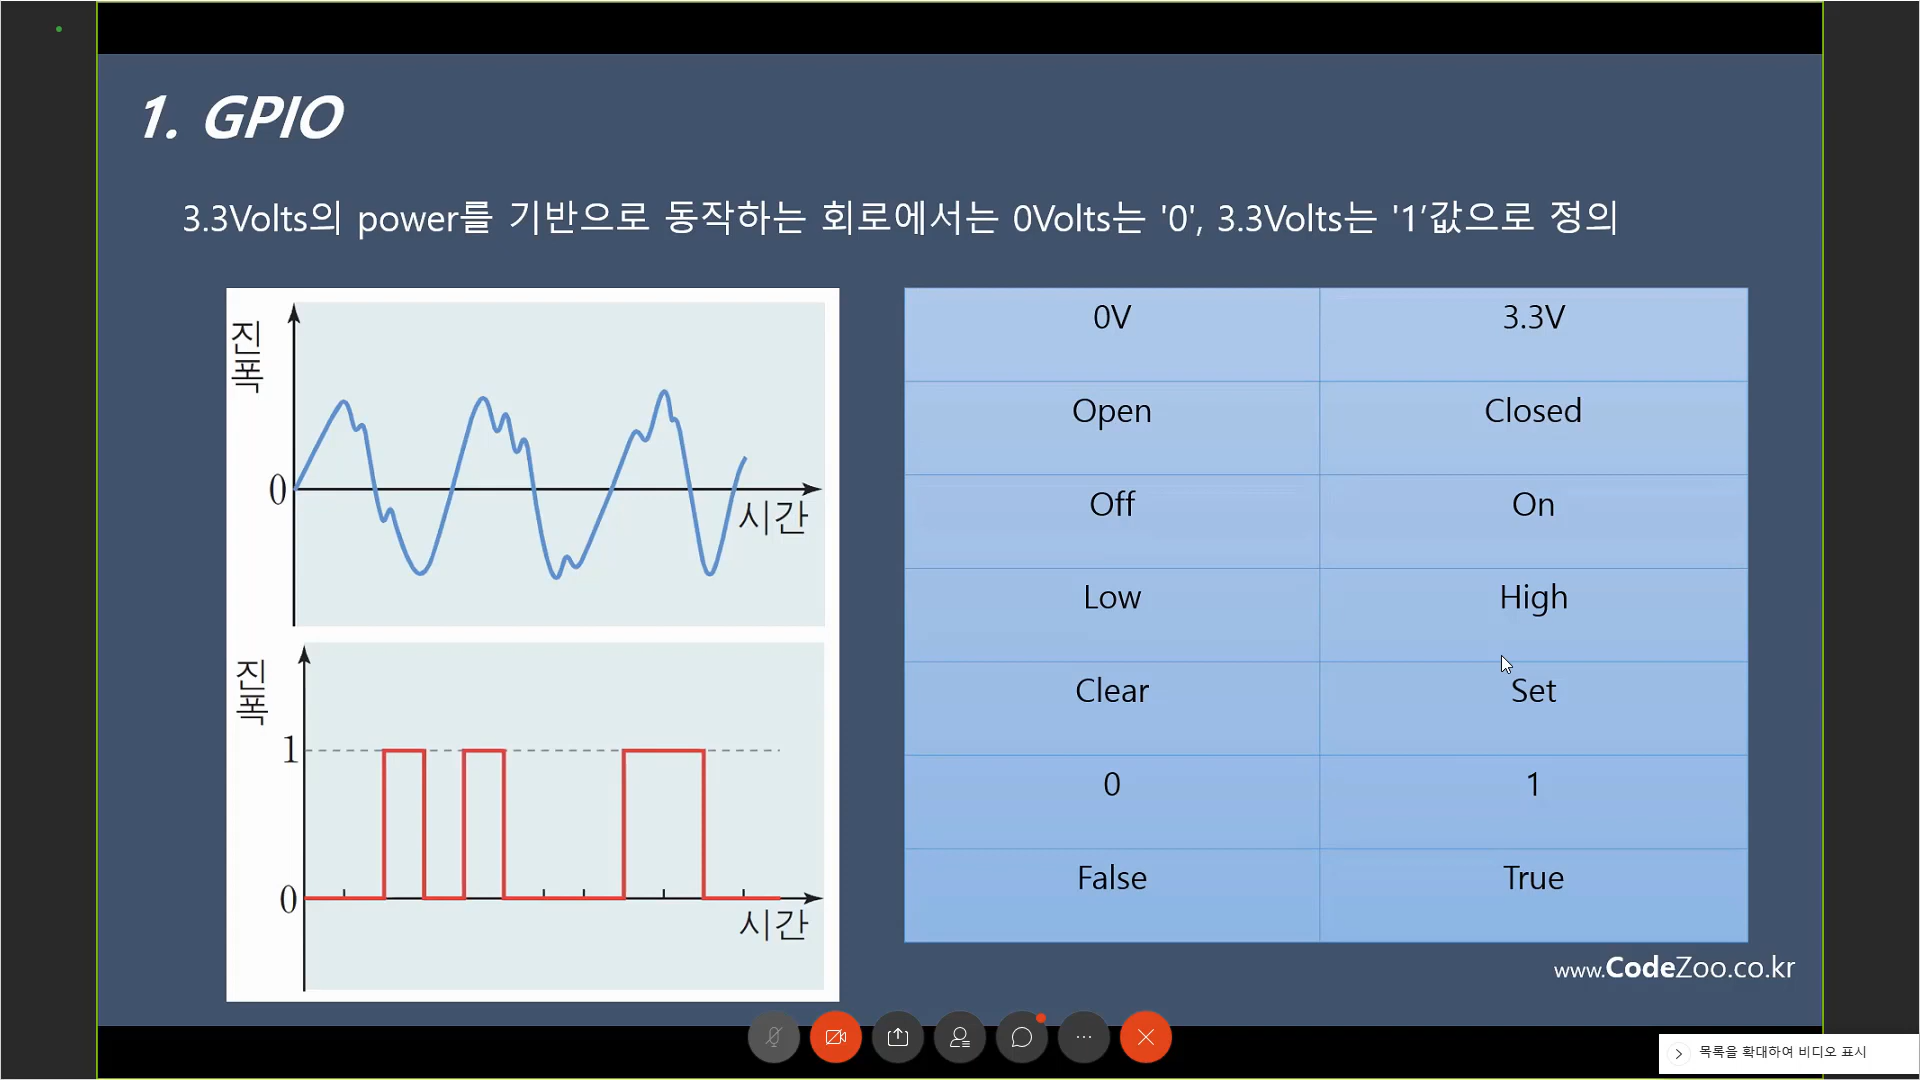 1. GPIO
3.3Volts의 power를 기반으로 동작하는 회로에서는 0Volts는 '0', 3.3Volts는 '1’값으로 정의
진폭
0
시간
진폭
1
0
시간
0V 3.3V
Open Closed
Off On
Low High
Clear Set
0 1
False True
www.CodeZoo.co.kr
목록을 확대하여 비디오 표시